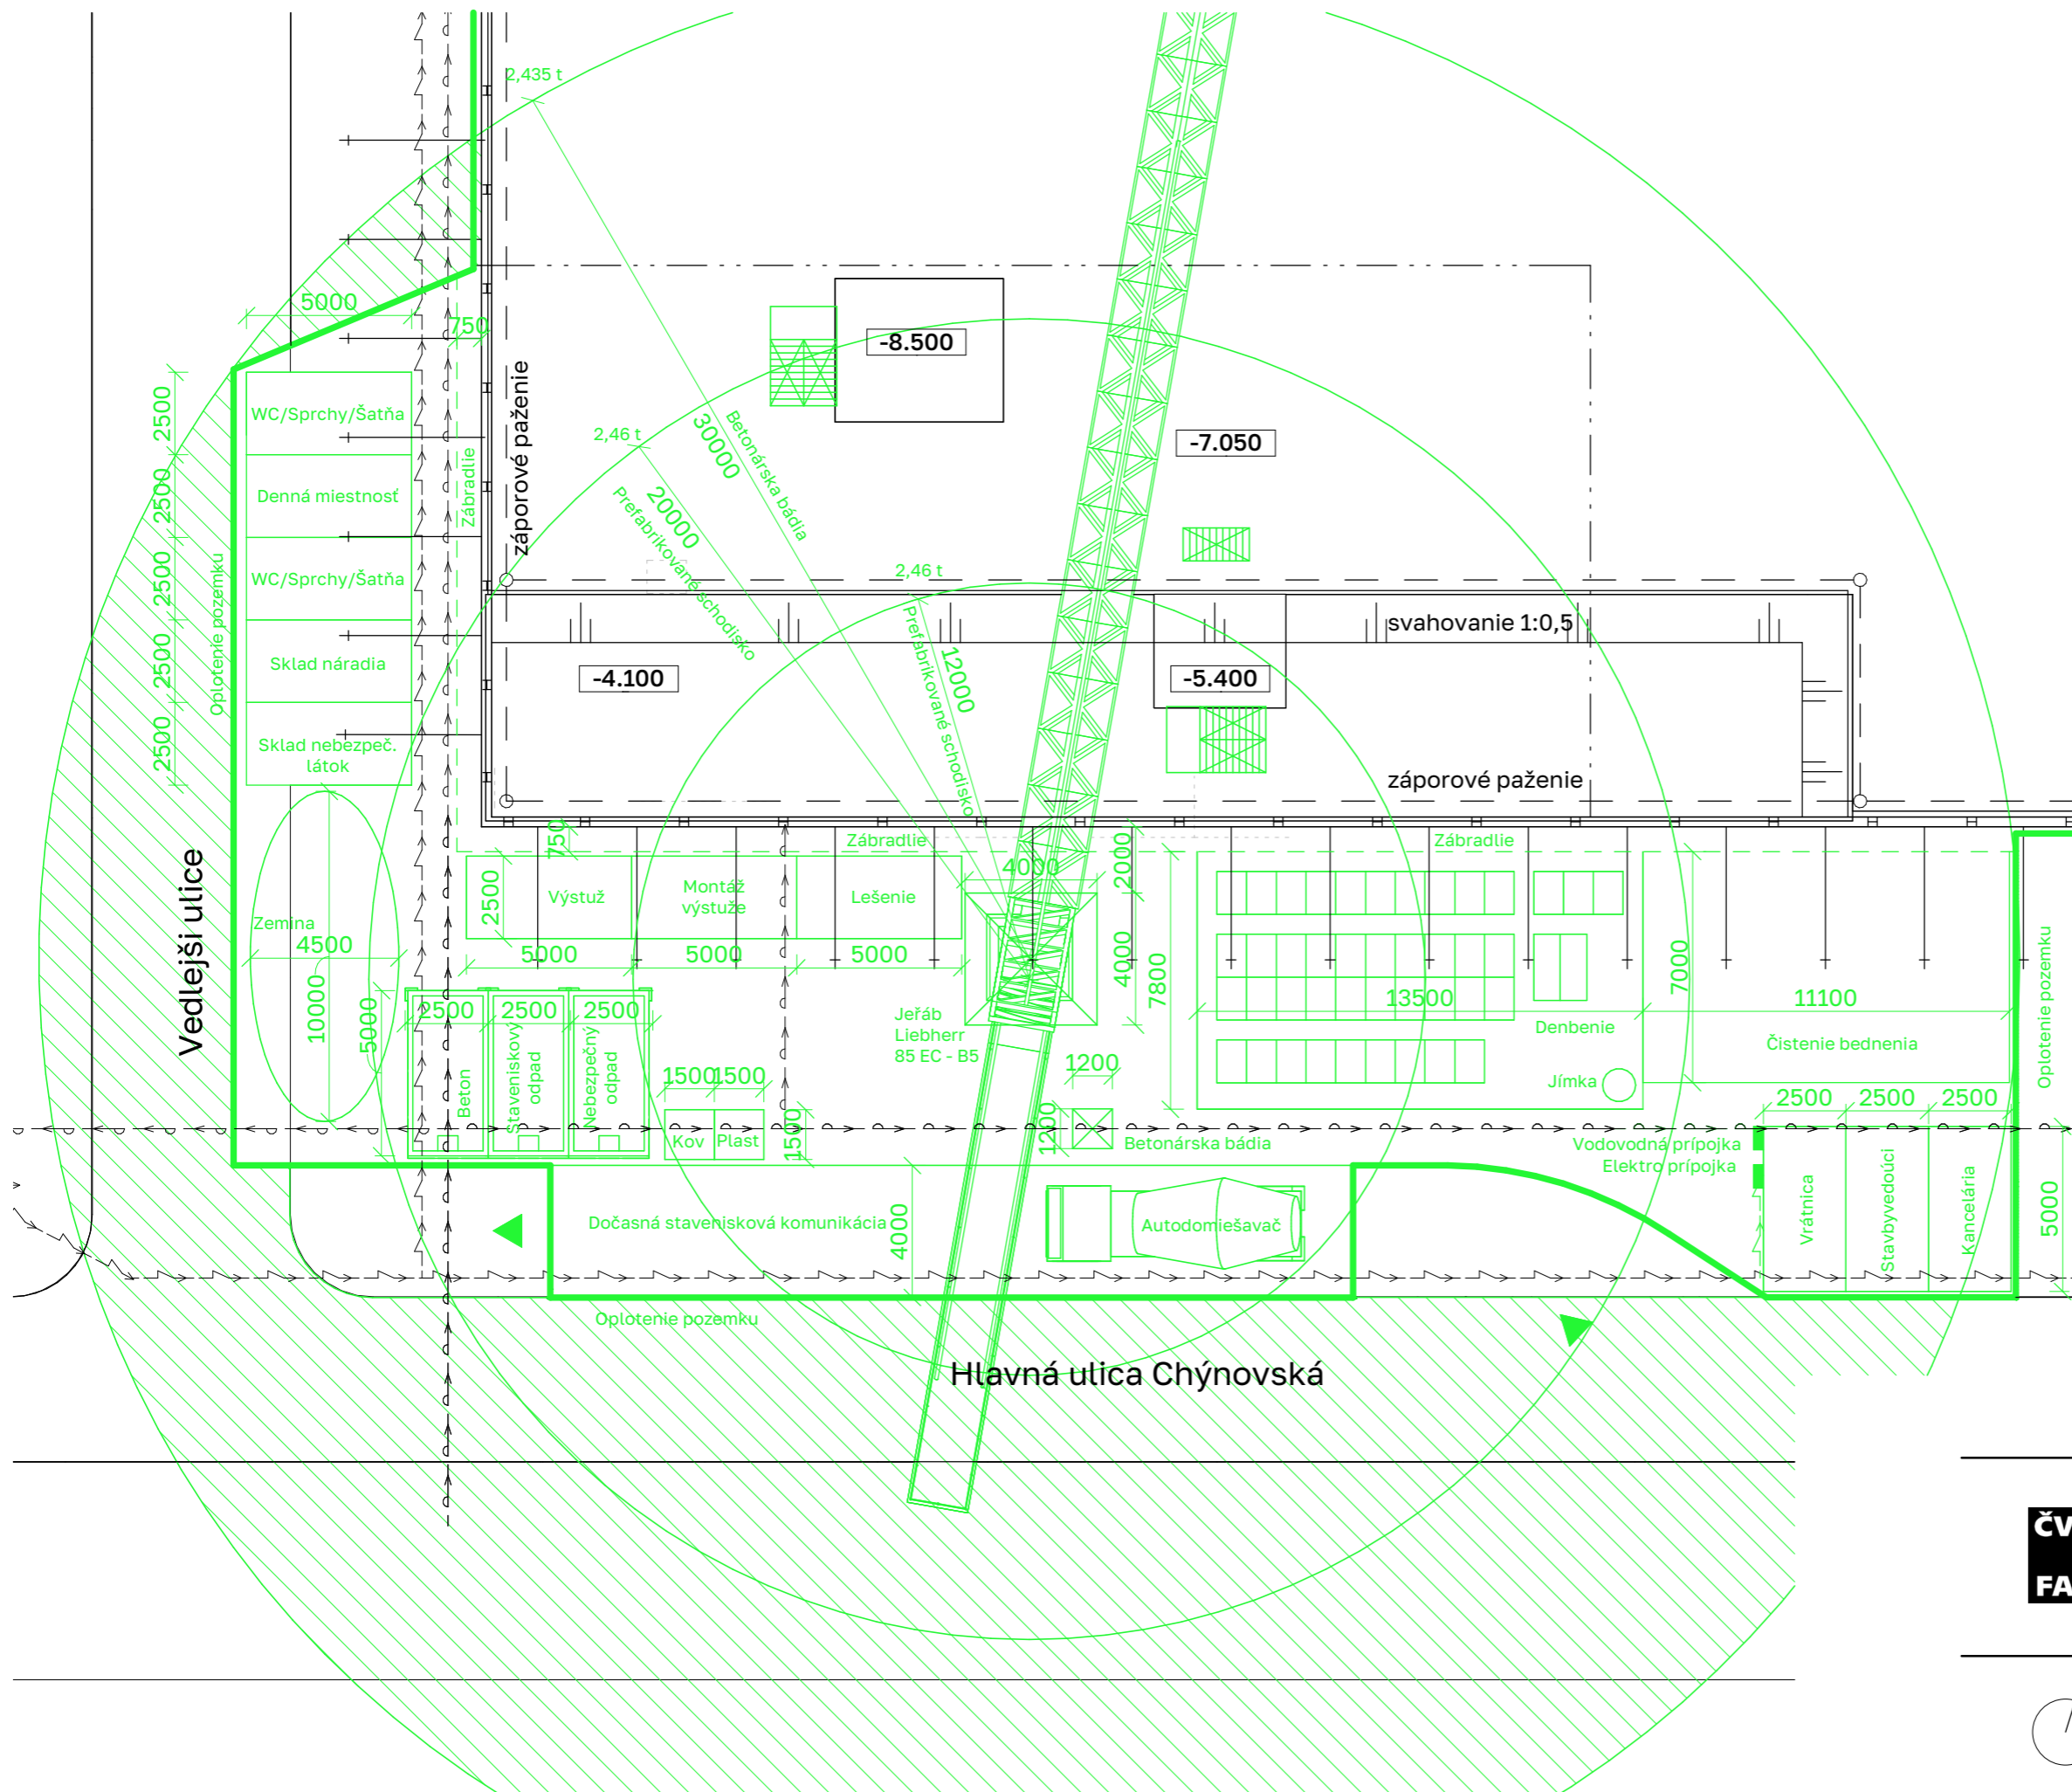 2,435 t
5000
750
-8.500
záporové paženie
Betonárska bádia
30000
2,46 t
20000
Prefabrikované schodisko
-7.050
2500
WC/Sprchy/Šatňa
2500
Denná miestnosť
Zábradlie
2500
WC/Sprchy/Šatňa
Oplotenie pozemku
2,46 t
12000
Prefabrikované schodisko
svahovanie 1:0,5
2500
Sklad náradia
-4.100
-5.400
2500
Sklad nebezpeč.
látok
záporové paženie
Vedlejši ulice
750
Zábradlie
Zábradlie
4000
2000
2500
Výstuž
Montáž
výstuže
Lešenie
Zemina
4500
5000
5000
5000
4000
7800
13500
7000
11100
Oplotenie pozemku
10000
5000
2500
2500
2500
Jeřáb
Liebherr
85 EC - B5
Denbenie
Čistenie bednenia
Jímka
Beton
Staveniskový
odpad
Nebezpečný
odpad
1500
1500
1200
2500
2500
2500
Kov
Plast
1500
1200
Betonárska bádia
Vodovodná prípojka
Elektro prípojka
Vrátnica
Stavbyvedoúci
Kancelária
5000
Dočasná stavenisková komunikácia
4000
Autodomiešavač
Oplotenie pozemku
Hlavná ulica Chýnovská
ČV
FA